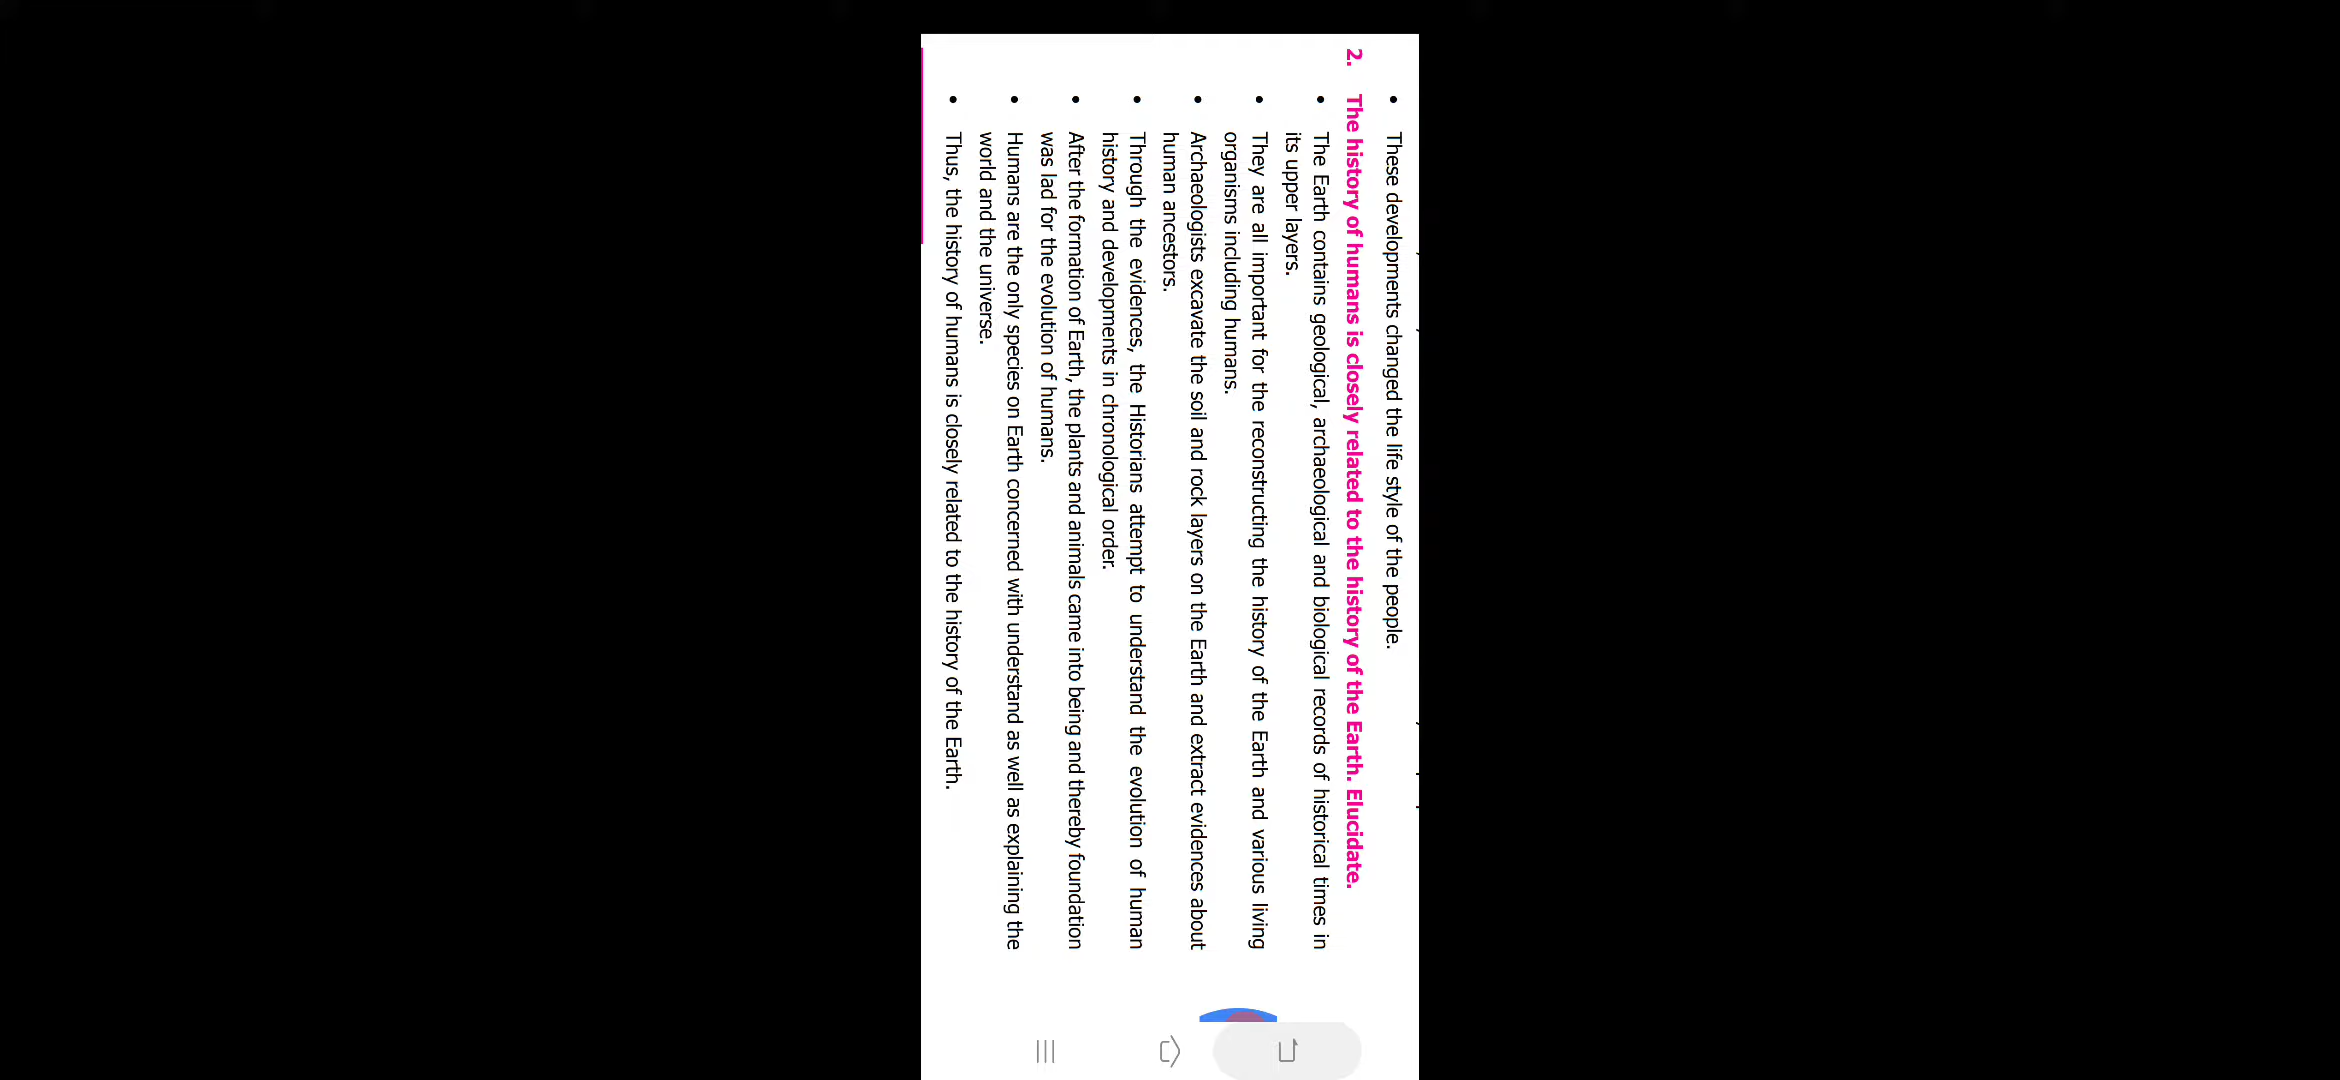 • These developments changed the life style of the people.
2. The history of humans is closely related to the history of the Earth. Elucidate.
• The Earth contains geological, archaeological and biological records of historical times in
its upper layers.
• They are all important for the reconstructing the history of the Earth and various living
organisms including humans.
• Archaeologists excavate the soil and rock layers on the Earth and extract evidences about
human ancestors.
• Through the evidences, the Historians attempt to understand the evolution of human
history and developments in chronological order.
• After the formation of Earth, the plants and animals came into being and thereby foundation
was lad for the evolution of humans.
• Humans are the only species on Earth concerned with understand as well as explaining the
world and the universe.
• Thus, the history of humans is closely related to the history of the Earth.